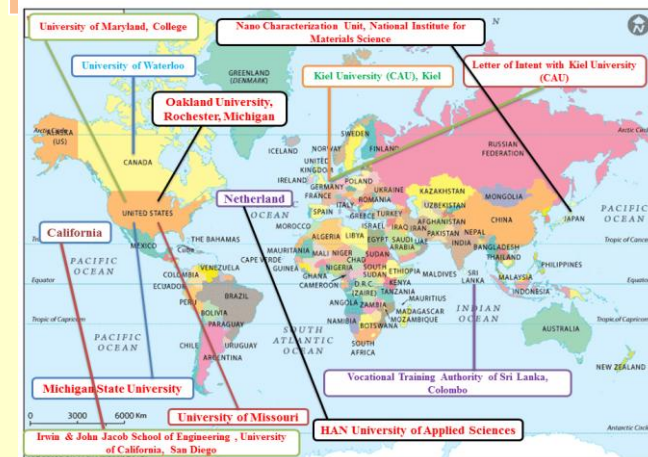 University of Maryland, College
Nano Characterization Unit, National Institute for
Materials Science
N
University of Waterloo
Kiel University (CAU), Kiel
Letter of Intent with Kiel University
(CAU)
GREENLAND
(DENMARK)
Oakland University,
Rochester, Michigan
Arctic Circle
ALASKA
(US)
ICELAND
NORWAY
SWEDEN
FINLAND
RUSSIAN
FEDERATION
Arctic Circle
CANADA
UNITED
KINGDOM
IRELAND
GERMANY
POLAND
FRANCE
UKRAINE
KAZAKHSTAN
MONGOLIA
Netherland
OCEAN
ITALY
ROMANIA
UZBEKISTAN
UNITED STATES
SPAIN
GREECE
TURKEY
AFGHANISTAN
CHINA
JAPAN
PACIFIC
OCEAN
California
MOROCCO
IRAQ
IRAN
PAKISTAN
NEPAL
ALGERIA
LIBYA
EGYPT
SAUDI
ARABIA
UAE
INDIA
BANGLADESH
Tropic of Cancer
MEXICO
Cuba
THE BAHAMAS
MAURITANIA
MALI
NIGER
CHAD
SUDAN
THAILAND
PHILIPPINES
PACIFIC
OCEAN
CAPE VERDE
GUINEA
GHANA
NIGERIA
SOUTH
SUDAN
ETHIOPIA
MALDIVES
SRI
LANKA
MALAYSIA
VENEZUELA
COLOMBIA
CAMEROON
KENYA
Equator
ECUADOR
D.R.C.
(ZAIRE)
TANZANIA
INDONESIA
Equator
PERU
BRAZIL
ANGOLA
ZAMBIA
MAURITIUS
INDIAN
OCEAN
BOLIVIA
MADAGASCAR
MOZAMBIQUE
Tropic of Capricorn
PARAGUAY
NAMIBIA
BOTSWANA
AUSTRALIA
Tropic of Capricorn
PACIFIC
OCEAN
CHILE
URUGUAY
SOUTH
ATLANTIC
OCEAN
SOUTH
AFRICA
ARGENTINA
NEW ZEALAND
Michigan State University
Vocational Training Authority of Sri Lanka,
Colombo
0
3000
6000 Km
University of Missouri
HAN University of Applied Sciences
Antarctic Circle
Irwin & John Jacob School of Engineering , University
of California, San Diego